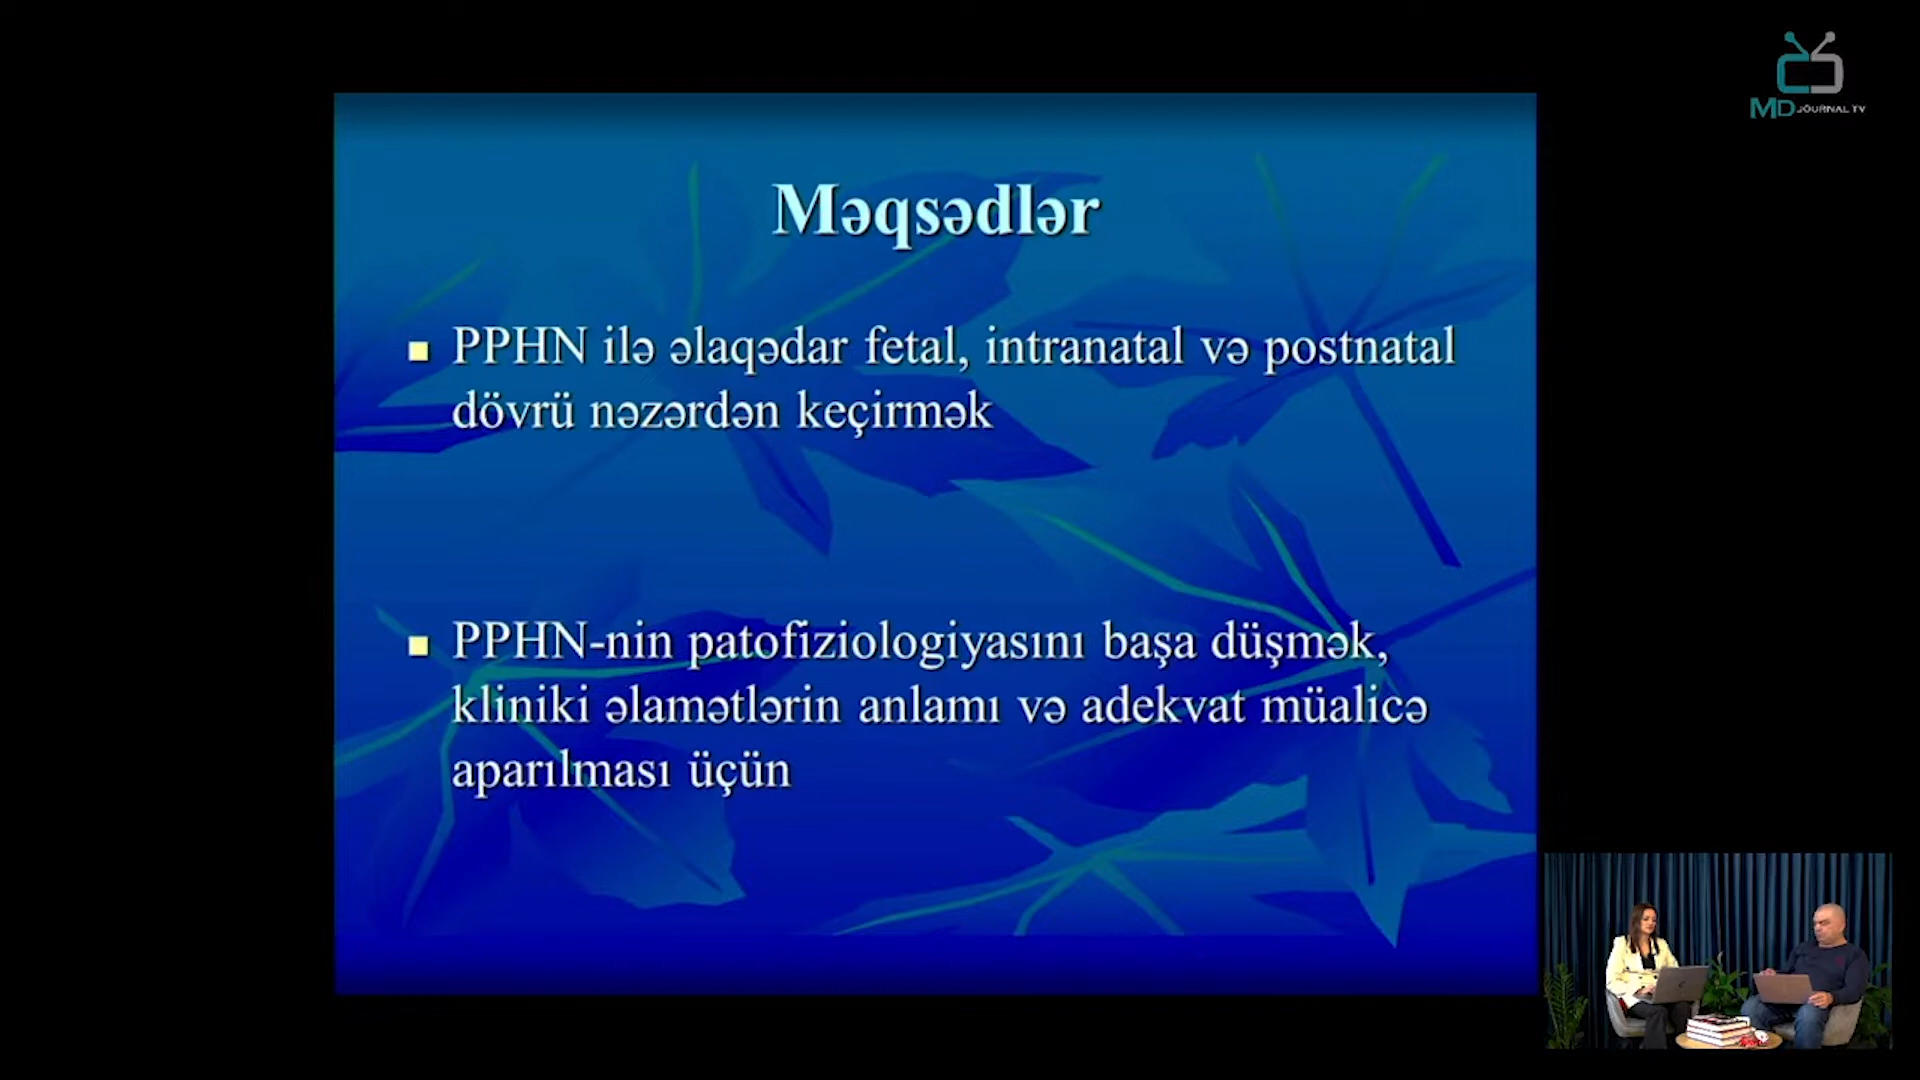 MD JOURNAL TV
Məqsədlər
PPHN ilə əlaqədar fetal, intranatal və postnatal
dövrü nəzərdən keçirmək
PPHN-nin patofiziologiyasını başa düşmək,
kliniki əlamətlərin anlamı və adekvat müalicə
aparılması üçün